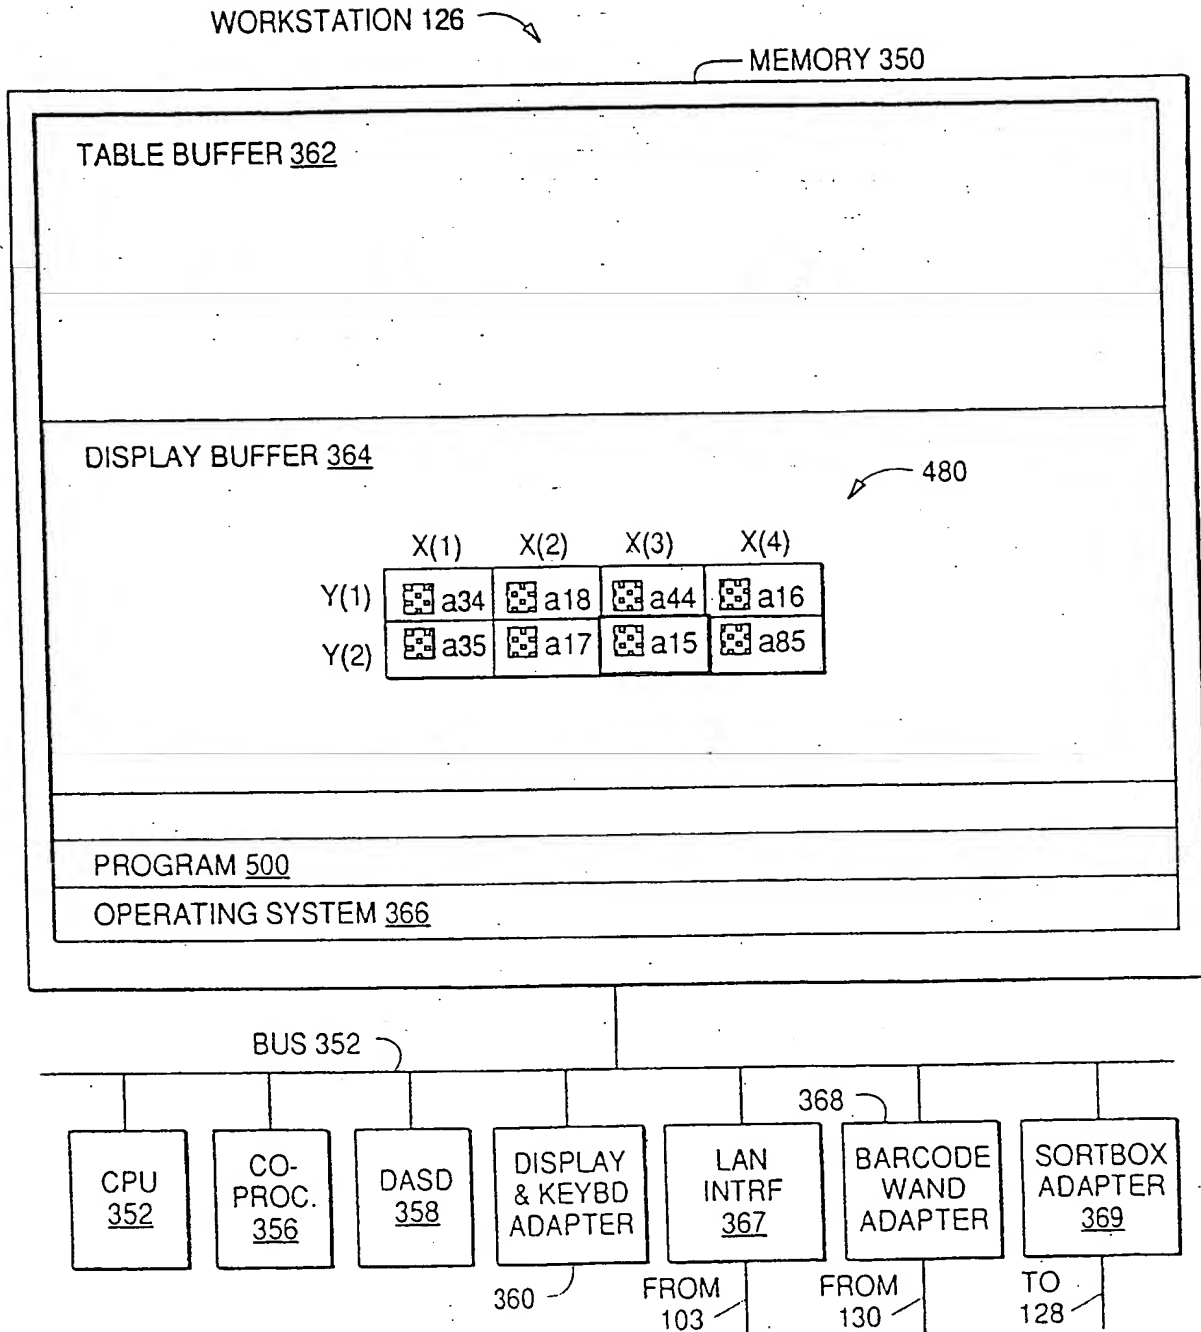 WORKSTATION 126
MEMORY 350
TABLE BUFFER 362
DISPLAY BUFFER 364
480
X(1) X(2) X(3) X(4)
Y(1) a34 a18 a44 a16
Y(2) a35 a17 a15 a85
PROGRAM 500
OPERATING SYSTEM 366
BUS 352
368
CPU
352
CO-
PROC.
356
DASD
358
DISPLAY
& KEYBD
ADAPTER
360
LAN
INTRF
367
BARCODE
WAND
ADAPTER
SORTBOX
ADAPTER
369
FROM
103
FROM
130
TO
128